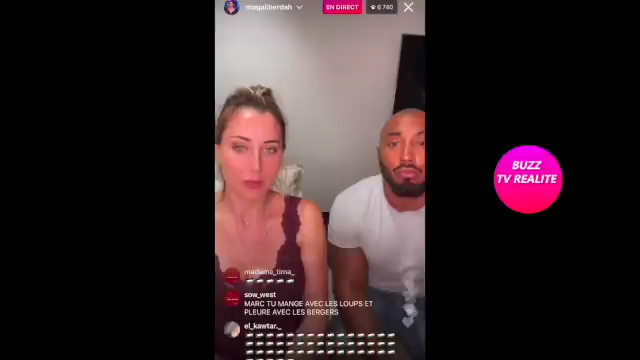 magaliberdah
EN DIRECT
6 740
BUZZ
TV REALITE
madame_tima_
sow_west
MARC TU MANGE AVEC LES LOUPS ET
PLEURE AVEC LES BERGERS
el_kawtar._